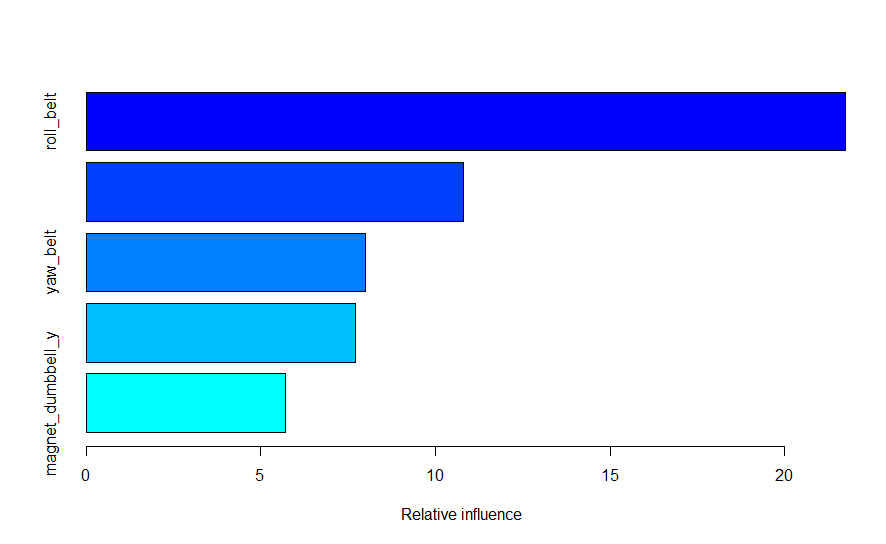 roll_belt
yaw_belt
magnet_dumbbell_y
0 5 10 15 20
Relative influence